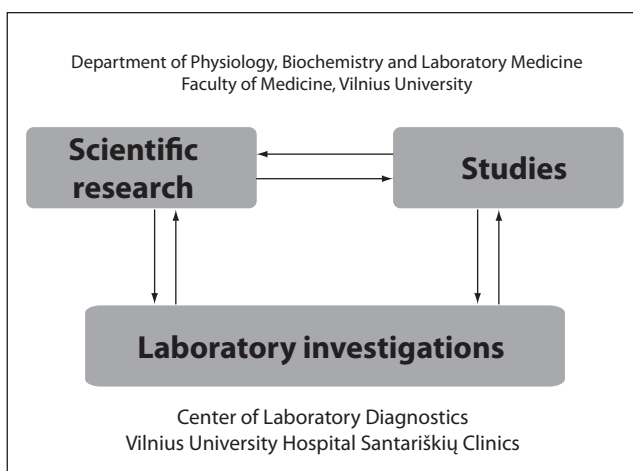 Department of Physiology, Biochemistry and Laboratory Medicine
Faculty of Medicine, Vilnius University
Scientific
research
Studies
Laboratory investigations
Center of Laboratory Diagnostics
Vilnius University Hospital Santariškių Clinics